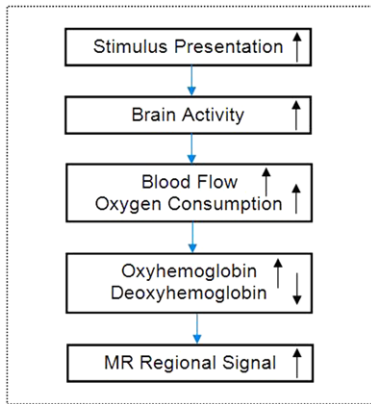 Stimulus Presentation
Brain Activity
Blood Flow
Oxygen Consumption
Oxyhemoglobin
Deoxyhemoglobin
MR Regional Signal